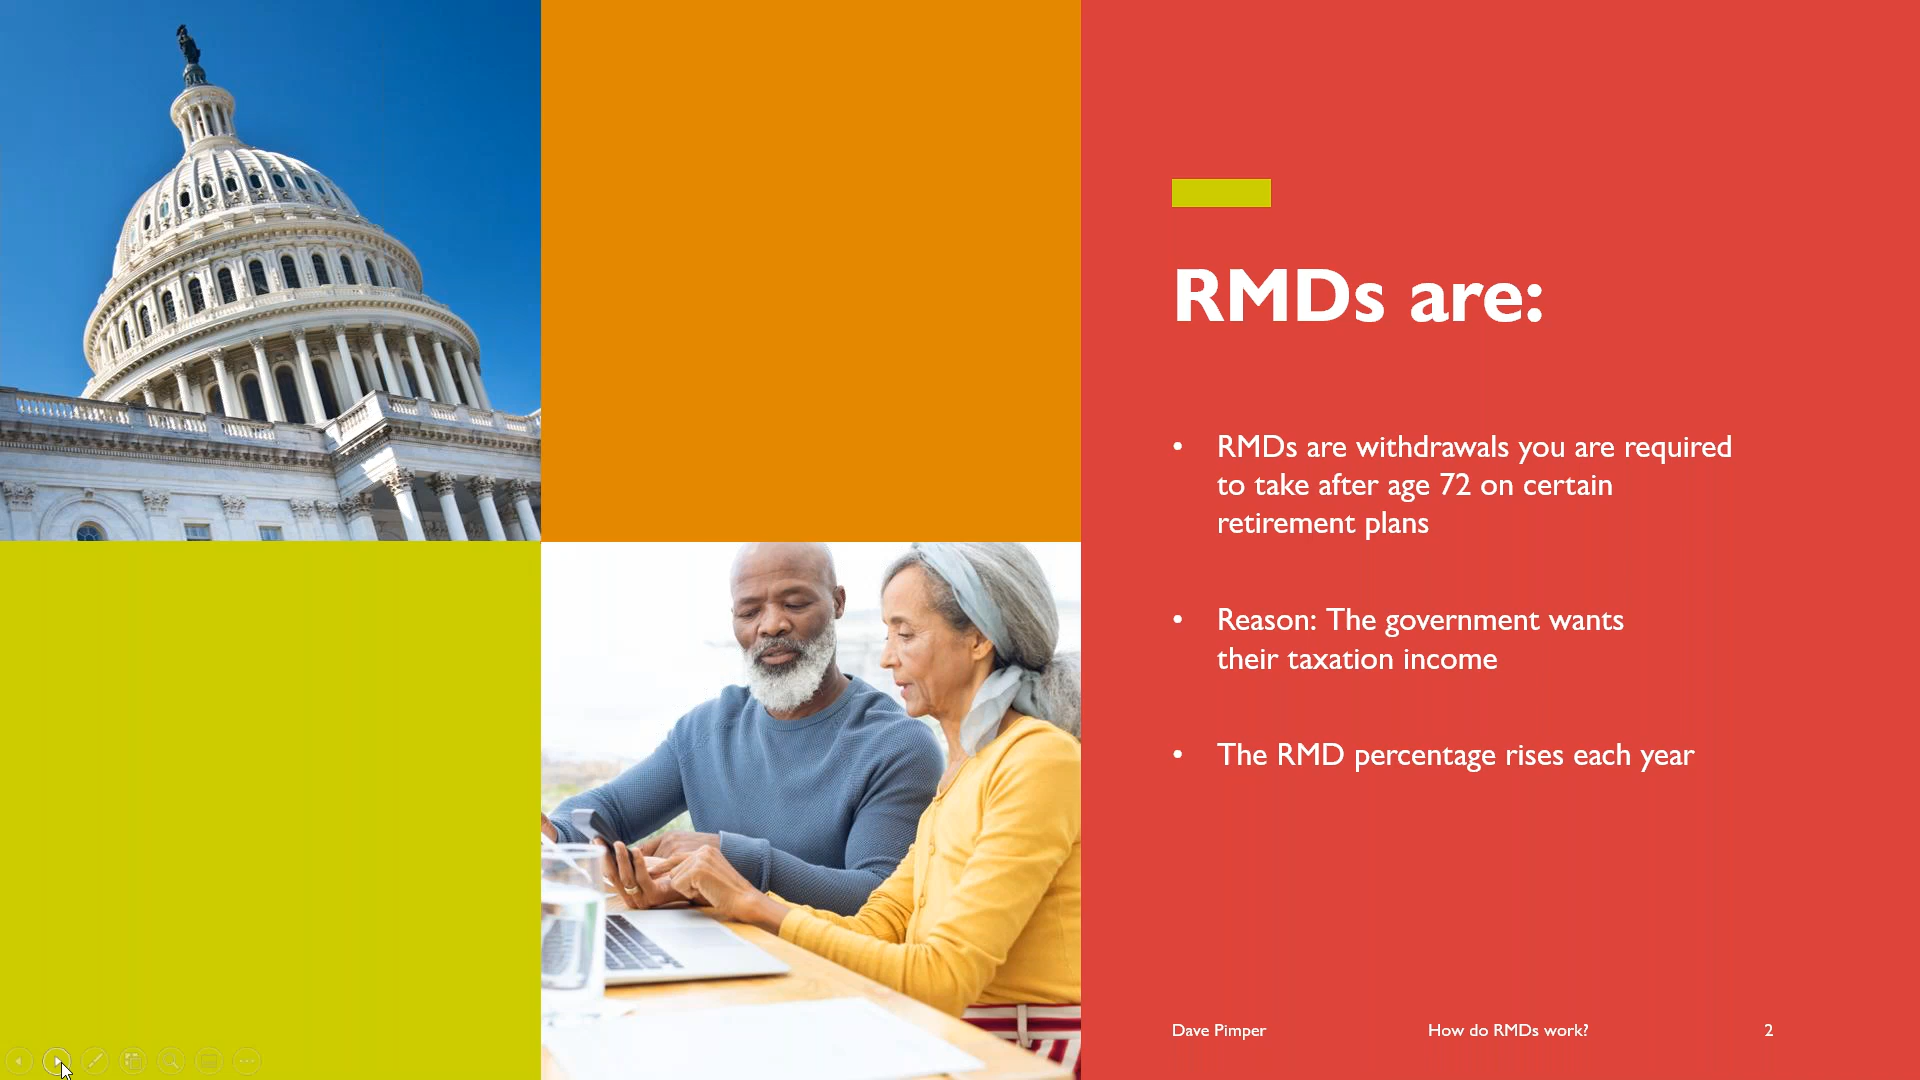 RMDs are:
• RMDs are withdrawals you are required
to take after age 72 on certain
retirement plans
• Reason: The government wants
their taxation income
• The RMD percentage rises each year
Dave Pimper
How do RMDs work?
2